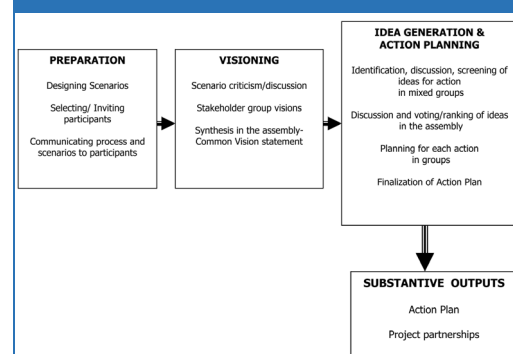 PREPARATION
Designing Scenarios
Selecting/ Inviting
participants
Communicating process and
scenarios to participants
VISIONING
Scenario criticism/discussion
Stakeholder group visions
Synthesis in the assembly-
Common Vision statement
IDEA GENERATION &
ACTION PLANNING
Identification, discussion, screening of
ideas for action
in mixed groups
Discussion and voting/ranking of ideas
in the assembly
Planning for each action
in groups
Finalization of Action Plan
SUBSTANTIVE OUTPUTS
Action Plan
Project partnerships